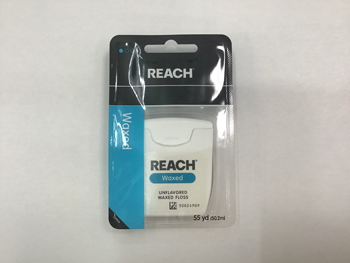 REACH®
Waxed
REACH®
Waxed
UNFLAVORED
WAXED FLOSS
55 yd (50.2m)